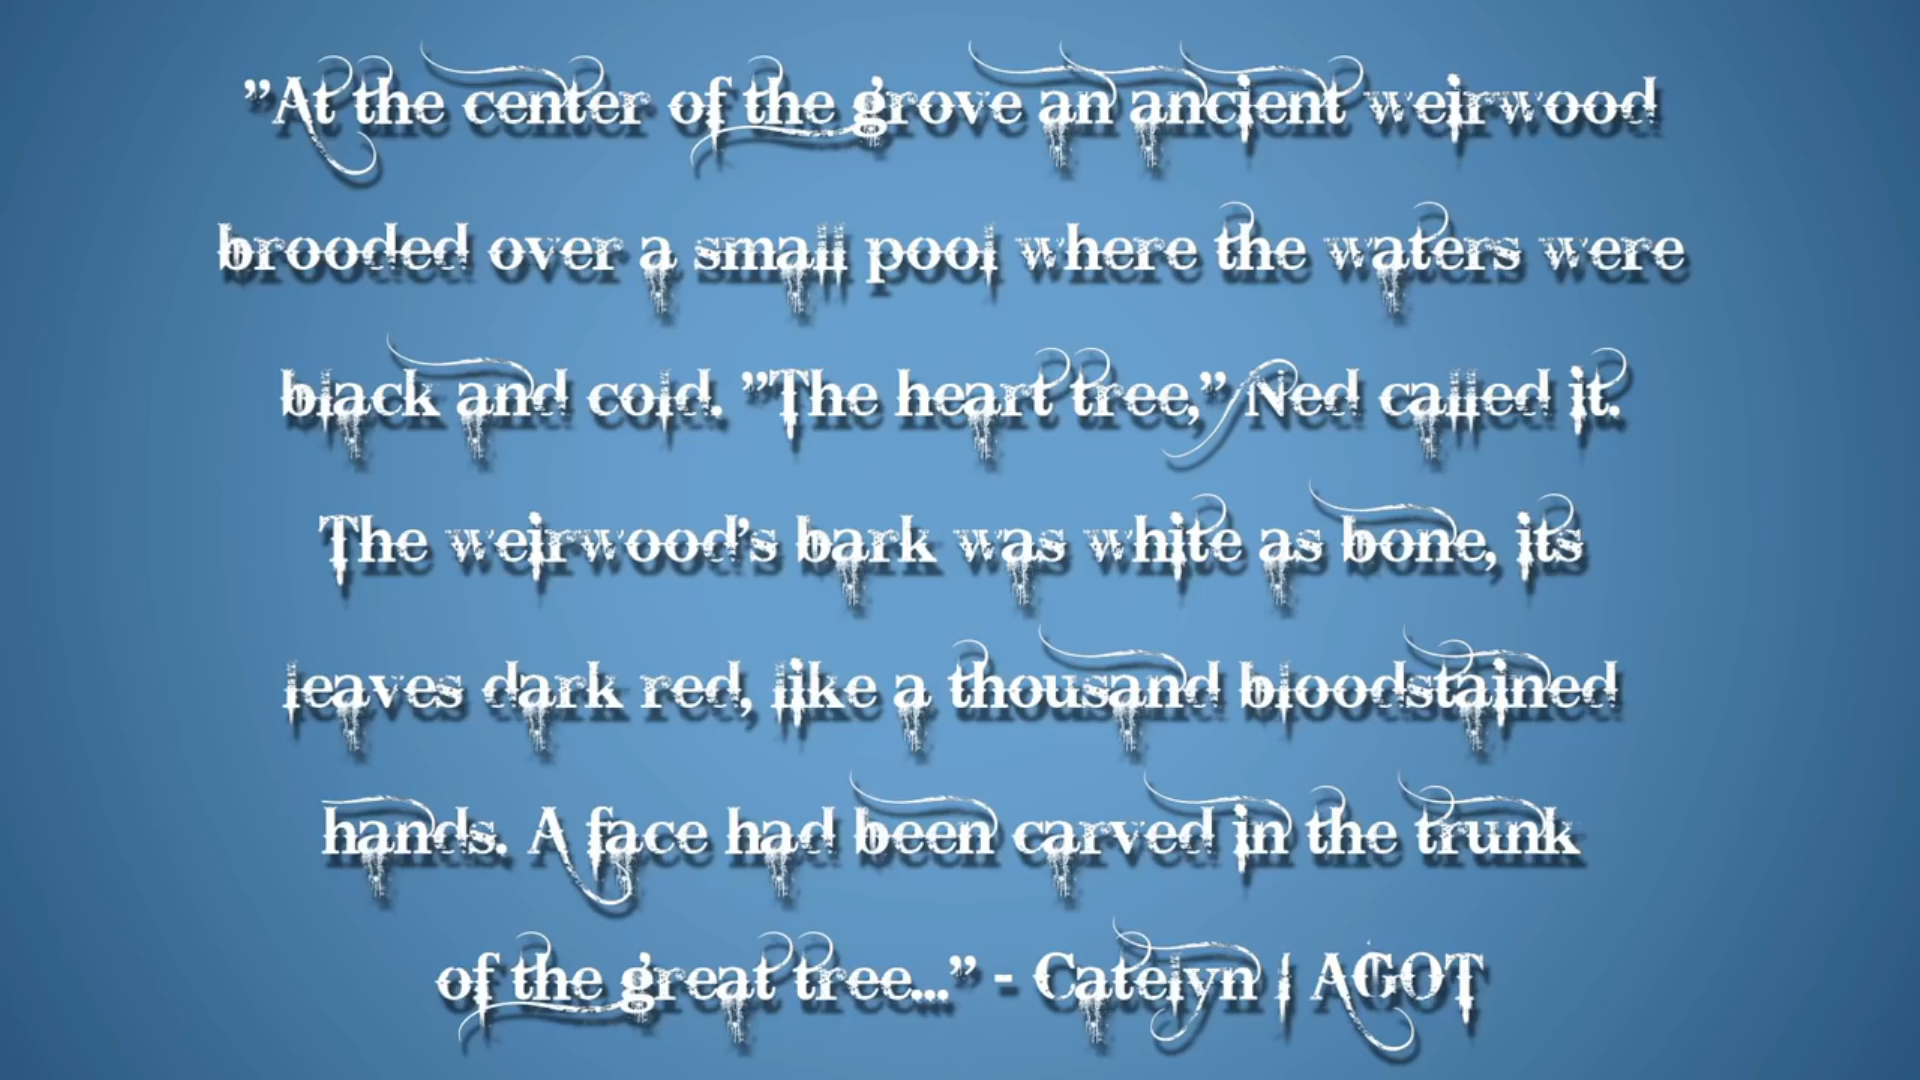 "At the center of the grove an ancient weirwood
brooded over a small pool where the waters were
black and cold. "The heart tree," Ned called it.
The weirwood's bark was white as bone, its
leaves dark red, like a thousand bloodstained
hands. A face had been carved in the trunk
of the great tree..." - Catelyn I AGOT